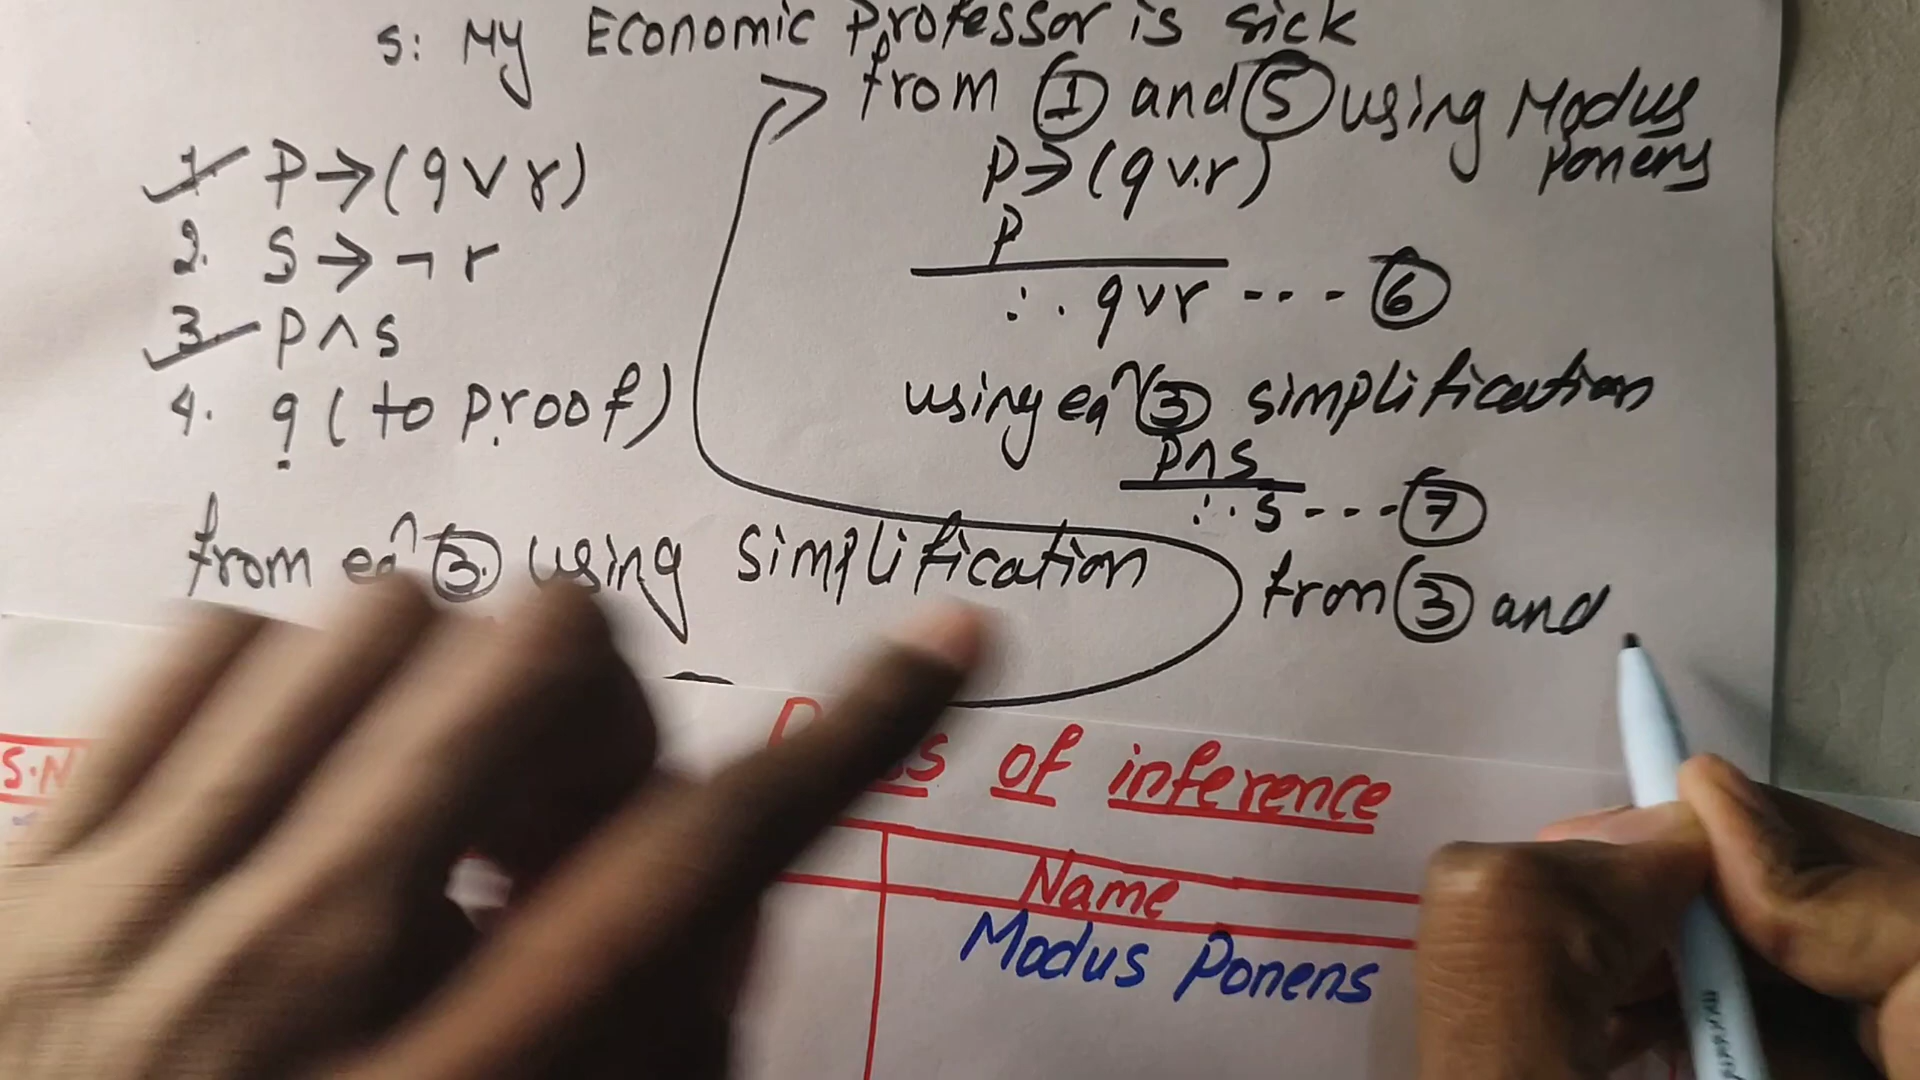 s: My Economic Professor is sick
1. P→(q∨r)
2. S→¬r
3. P∧s
4. q (to proof)
from eqⁿ ③ using simplification
from ① and ⑤ using Modus Ponens
P→(q∨r)
P
∴ q∨r ---- ⑥
using eqⁿ ③ simplification
P∧s
∴ s ---- ⑦
from ③ and
S.N
of inference
Name
Modus Ponens